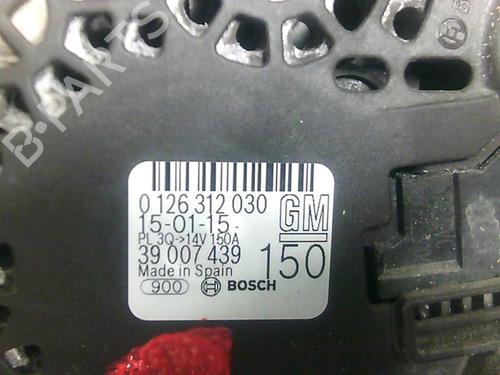 B-PARTS
0 126 312 030
GM
15-01-15-
PL 3Q->14V 150A
39 007 439
150
Made in Spain
900
BOSCH